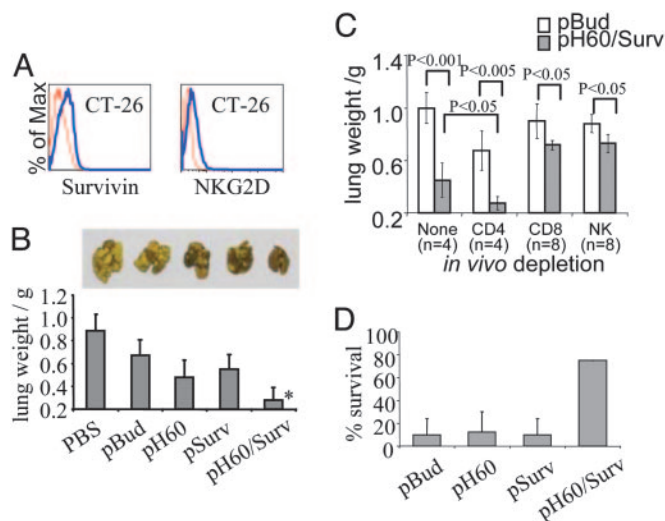 A
% of Max
CT-26
CT-26
Survivin
NKG2D
B
lung weight / g
1.2
1.0
0.8
0.6
0.4
0.2
*
PBS
pBud
pH60
pSurv
pH60/Surv
C
pBud
pH60/Surv
lung weight /g
1.4
1.0
0.6
0.2
P<0.001
P<0.005
P<0.05
P<0.05
P<0.05
None CD4 CD8 NK
(n=4) (n=4) (n=8) (n=8)
in vivo depletion
D
% survival
100
80
60
40
20
0
pBud
pH60
pSurv
pH60/Surv